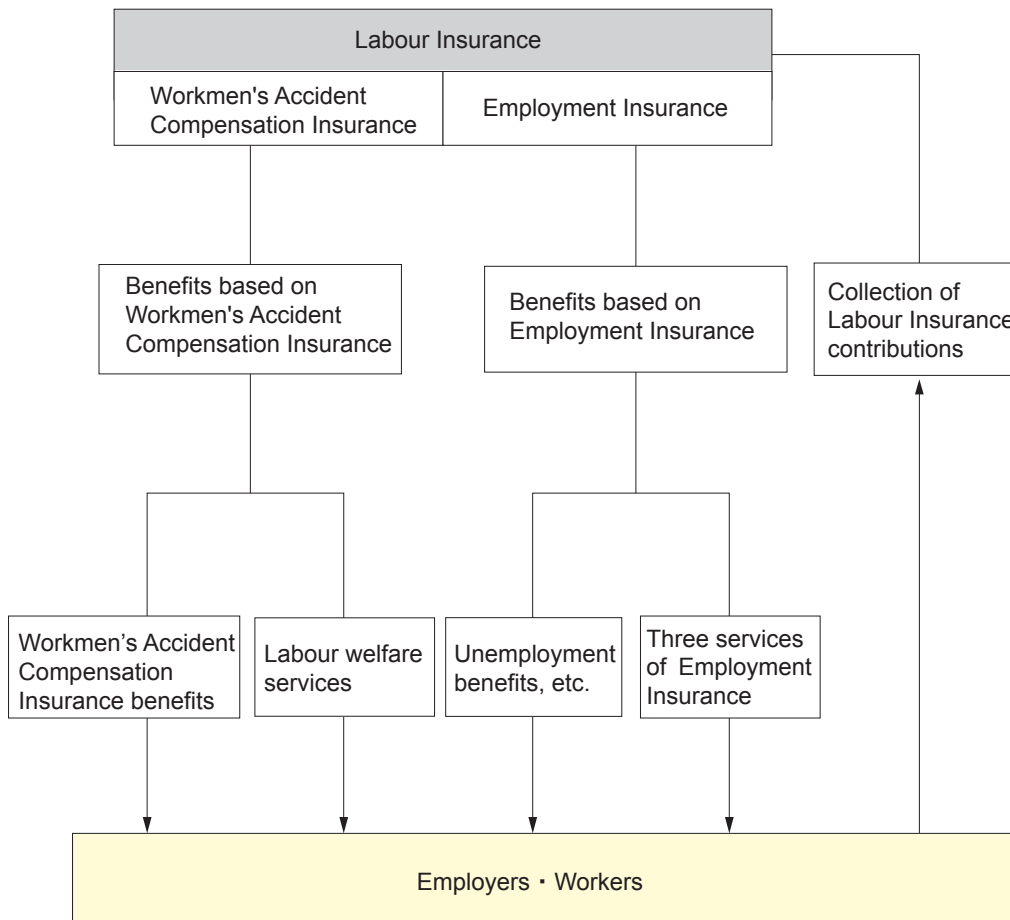 Labour Insurance
Workmen's Accident
Compensation Insurance
Employment Insurance
Benefits based on
Workmen's Accident
Compensation Insurance
Benefits based on
Employment Insurance
Collection of
Labour Insurance
contributions
Workmen’s Accident
Compensation
Insurance benefits
Labour welfare
services
Unemployment
benefits, etc.
Three services
of Employment
Insurance
Employers・Workers